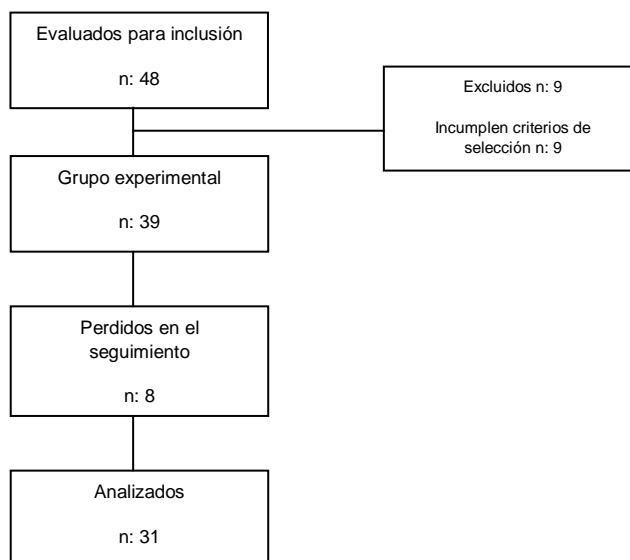 Evaluados para inclusión
n: 48
Excluidos n: 9
Incumplen criterios de
selección n: 9
Grupo experimental
n: 39
Perdidos en el
seguimiento
n: 8
Analizados
n: 31